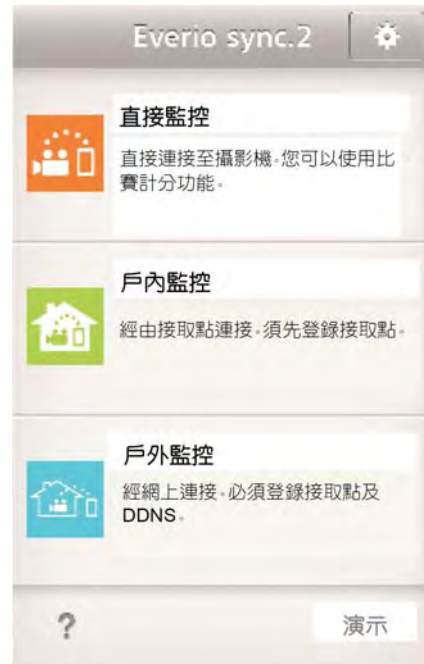 Everio sync.2
直接監控
直接連接至攝影機。您可以使用比
賽計分功能。
戶內監控
經由接取點連接。須先登錄接取點。
戶外監控
經網上連接。必須登錄接取點及
DDNS。
?
演示